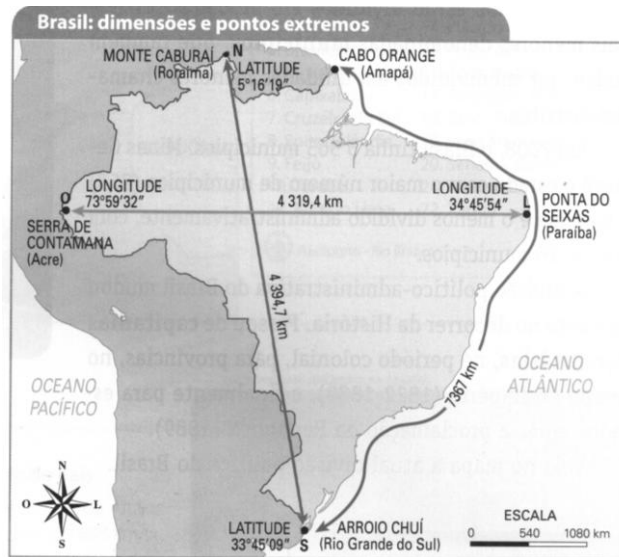 Brasil: dimensões e pontos extremos
MONTE CABURAÍ
(Roraima)
N
LATITUDE
5°16'19"
CABO ORANGE
(Amapá)
O
LONGITUDE
73°59'32"
4 319,4 km
LONGITUDE
34°45'54"
L
PONTA DO
SEIXAS
(Paraíba)
SERRA DE
CONTAMANA
(Acre)
4 394,7 km
7367 km
OCEANO
PACÍFICO
OCEANO
ATLÂNTICO
N
O
L
S
LATITUDE
33°45'09"
S
ARROIO CHUÍ
(Rio Grande do Sul)
ESCALA
0 540 1080 km